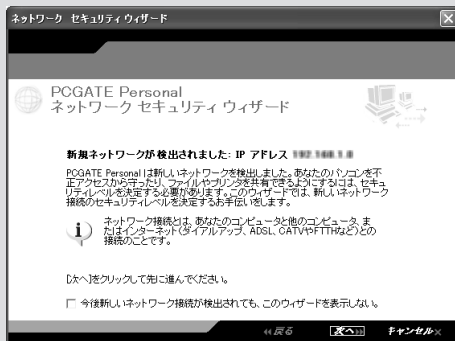 ネットワーク セキュリティ ウィザード
PCGATE Personal
ネットワーク セキュリティ ウィザード
新規ネットワークが検出されました: IP アドレス
PCGATE Personal は新しいネットワークを検出しました。あなたのパソコンを不
正アクセスから守ったり、ファイルやプリンタを共有できるようにするには、セキュ
リティレベルを決定する必要があります。このウィザードでは、新しいネットワーク
接続のセキュリティレベルを決定するお手伝いをします。
ネットワーク接続とは、あなたのコンピュータと他のコンピュータ、ま
たはインターネット(ダイアルアップ、ADSL、CATVやFTTHなど)との
接続のことです。
[次へ]をクリックして先に進んでください。
今後新しいネットワーク接続が検出されても、このウィザードを表示しない。
戻る 次へ キャンセル